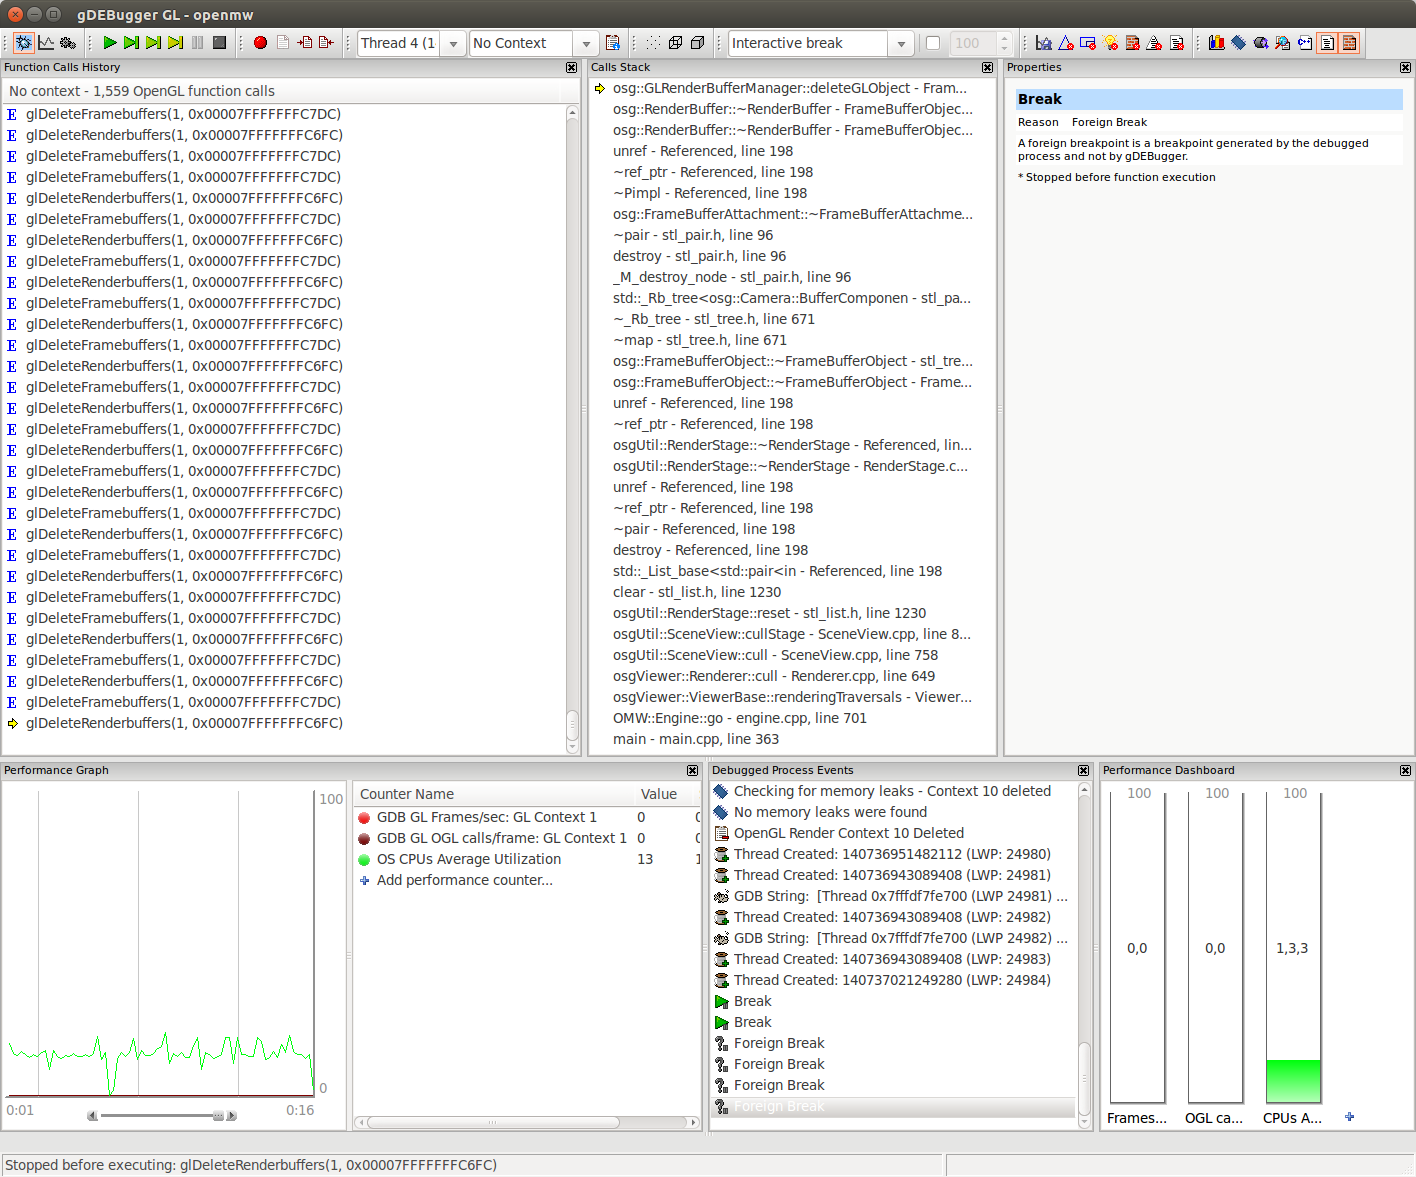 gDEBugger GL - openmw
Thread 4 (1
No Context
Interactive break
100
Function Calls History
No context - 1,559 OpenGL function calls
E glDeleteFramebuffers(1, 0x00007FFFFFFFC7DC)
E glDeleteRenderbuffers(1, 0x00007FFFFFFFC6FC)
E glDeleteFramebuffers(1, 0x00007FFFFFFFC7DC)
E glDeleteFramebuffers(1, 0x00007FFFFFFFC7DC)
E glDeleteRenderbuffers(1, 0x00007FFFFFFFC6FC)
E glDeleteFramebuffers(1, 0x00007FFFFFFFC7DC)
E glDeleteRenderbuffers(1, 0x00007FFFFFFFC6FC)
E glDeleteFramebuffers(1, 0x00007FFFFFFFC7DC)
E glDeleteRenderbuffers(1, 0x00007FFFFFFFC6FC)
E glDeleteFramebuffers(1, 0x00007FFFFFFFC7DC)
E glDeleteRenderbuffers(1, 0x00007FFFFFFFC6FC)
E glDeleteFramebuffers(1, 0x00007FFFFFFFC7DC)
E glDeleteRenderbuffers(1, 0x00007FFFFFFFC6FC)
E glDeleteFramebuffers(1, 0x00007FFFFFFFC7DC)
E glDeleteRenderbuffers(1, 0x00007FFFFFFFC6FC)
E glDeleteFramebuffers(1, 0x00007FFFFFFFC7DC)
E glDeleteRenderbuffers(1, 0x00007FFFFFFFC6FC)
E glDeleteFramebuffers(1, 0x00007FFFFFFFC7DC)
E glDeleteRenderbuffers(1, 0x00007FFFFFFFC6FC)
E glDeleteFramebuffers(1, 0x00007FFFFFFFC7DC)
E glDeleteRenderbuffers(1, 0x00007FFFFFFFC6FC)
E glDeleteFramebuffers(1, 0x00007FFFFFFFC7DC)
E glDeleteRenderbuffers(1, 0x00007FFFFFFFC6FC)
E glDeleteFramebuffers(1, 0x00007FFFFFFFC7DC)
E glDeleteFramebuffers(1, 0x00007FFFFFFFC7DC)
E glDeleteRenderbuffers(1, 0x00007FFFFFFFC6FC)
E glDeleteFramebuffers(1, 0x00007FFFFFFFC7DC)
E glDeleteRenderbuffers(1, 0x00007FFFFFFFC6FC)
E glDeleteFramebuffers(1, 0x00007FFFFFFFC7DC)
glDeleteRenderbuffers(1, 0x00007FFFFFFFC6FC)
Calls Stack
osg::GLRenderBufferManager::deleteGLObject - Fram...
osg::RenderBuffer::~RenderBuffer - FrameBufferObjec...
osg::RenderBuffer::~RenderBuffer - FrameBufferObjec...
unref - Referenced, line 198
~ref_ptr - Referenced, line 198
~Pimpl - Referenced, line 198
osg::FrameBufferAttachment::~FrameBufferAttachme...
~pair - stl_pair.h, line 96
destroy - stl_pair.h, line 96
_M_destroy_node - stl_pair.h, line 96
std::_Rb_tree<osg::Camera::BufferComponen - stl_pa...
~_Rb_tree - stl_tree.h, line 671
~map - stl_tree.h, line 671
osg::FrameBufferObject::~FrameBufferObject - stl_tre...
osg::FrameBufferObject::~FrameBufferObject - Frame...
unref - Referenced, line 198
~ref_ptr - Referenced, line 198
osgUtil::RenderStage::~RenderStage - Referenced, lin...
osgUtil::RenderStage::~RenderStage - RenderStage.c...
unref - Referenced, line 198
~ref_ptr - Referenced, line 198
~pair - Referenced, line 198
destroy - Referenced, line 198
std::_List_base<std::pair<in - Referenced, line 198
clear - stl_list.h, line 1230
osgUtil::RenderStage::reset - stl_list.h, line 1230
osgUtil::SceneView::cullStage - SceneView.cpp, line 8...
osgUtil::SceneView::cull - SceneView.cpp, line 758
osgViewer::Renderer::cull - Renderer.cpp, line 649
osgViewer::ViewerBase::renderingTraversals - Viewer...
OMW::Engine::go - engine.cpp, line 701
main - main.cpp, line 363
Properties
Break
Reason Foreign Break
A foreign breakpoint is a breakpoint generated by the debugged
process and not by gDEBugger.
* Stopped before function execution
Performance Graph
100
0
0:01
0:16
Counter Name Value
GDB GL Frames/sec: GL Context 1 0 0
GDB GL OGL calls/frame: GL Context 1 0 0
OS CPUs Average Utilization 13 1
Add performance counter...
Debugged Process Events
Checking for memory leaks - Context 10 deleted
No memory leaks were found
OpenGL Render Context 10 Deleted
Thread Created: 140736951482112 (LWP: 24980)
Thread Created: 140736943089408 (LWP: 24981)
GDB String: [Thread 0x7fffdf7fe700 (LWP 24981) ...
Thread Created: 140736943089408 (LWP: 24982)
GDB String: [Thread 0x7fffdf7fe700 (LWP 24982) ...
Thread Created: 140736943089408 (LWP: 24983)
Thread Created: 140737021249280 (LWP: 24984)
Break
Break
Foreign Break
Foreign Break
Foreign Break
Foreign Break
Performance Dashboard
100 100 100
0,0 0,0 1,3,3
Frames... OGL ca... CPUs A...
Stopped before executing: glDeleteRenderbuffers(1, 0x00007FFFFFFFC6FC)